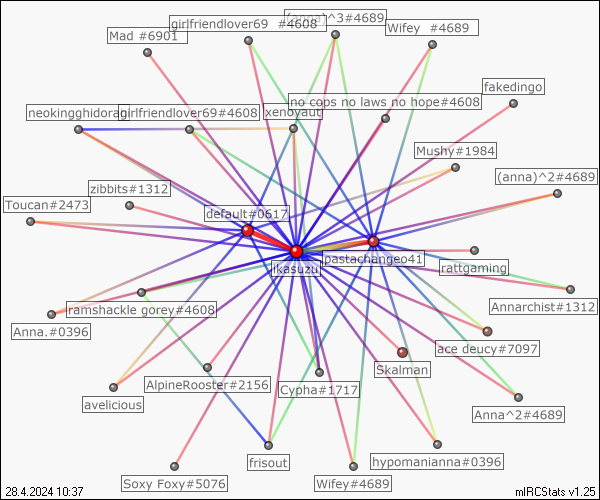 girlfriendlover69 #4608
(anna)^3#4689
Mad #6901
Wifey #4689
fakedingo
no cops no laws no hope#4608
neokingghidorah
girlfriendlover69#4608
xenoyaut
Mushy#1984
(anna)^2#4689
zibbits#1312
Toucan#2473
default#0617
pastachangeo41
rattgaming
ikasuzu
ramshackle gorey#4608
Annarchist#1312
Anna.#0396
ace deucy#7097
Skalman
AlpineRooster#2156
Cypha#1717
avelicious
Anna^2#4689
frisout
hypomanianna#0396
Soxy Foxy#5076
Wifey#4689
28.4.2024 10:37
mIRCStats v1.25